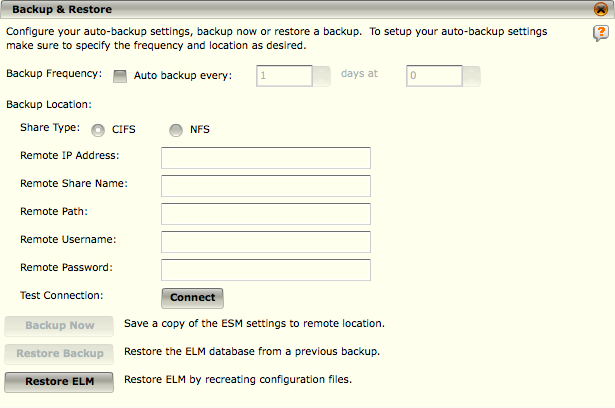 Backup & Restore
Configure your auto-backup settings, backup now or restore a backup. To setup your auto-backup settings
make sure to specify the frequency and location as desired.
?
Backup Frequency: Auto backup every: 1 days at 0
Backup Location:
Share Type: CIFS NFS
Remote IP Address:
Remote Share Name:
Remote Path:
Remote Username:
Remote Password:
Test Connection: Connect
Backup Now Save a copy of the ESM settings to remote location.
Restore Backup Restore the ELM database from a previous backup.
Restore ELM Restore ELM by recreating configuration files.